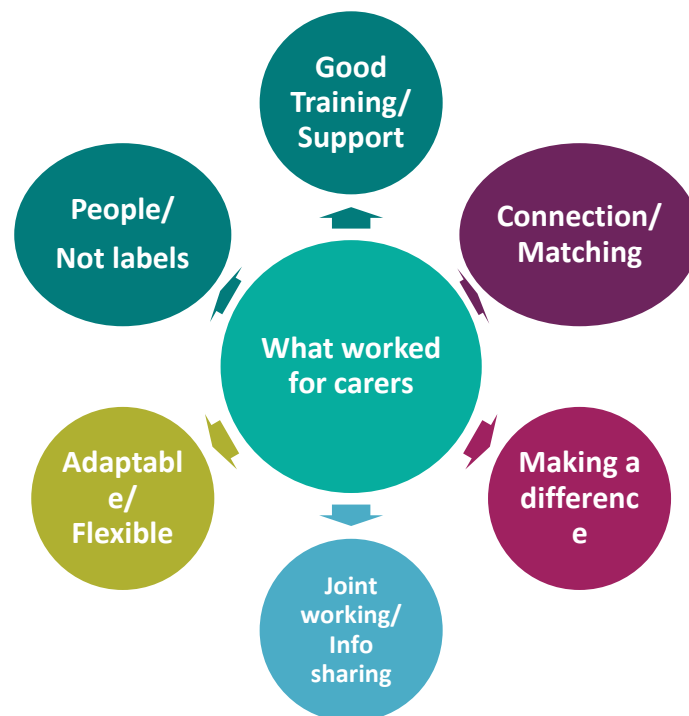 Good
Training/
Support
People/
Not labels
Connection/
Matching
What worked
for carers
Adaptabl
e/
Flexible
Making a
differenc
e
Joint
working/
Info
sharing